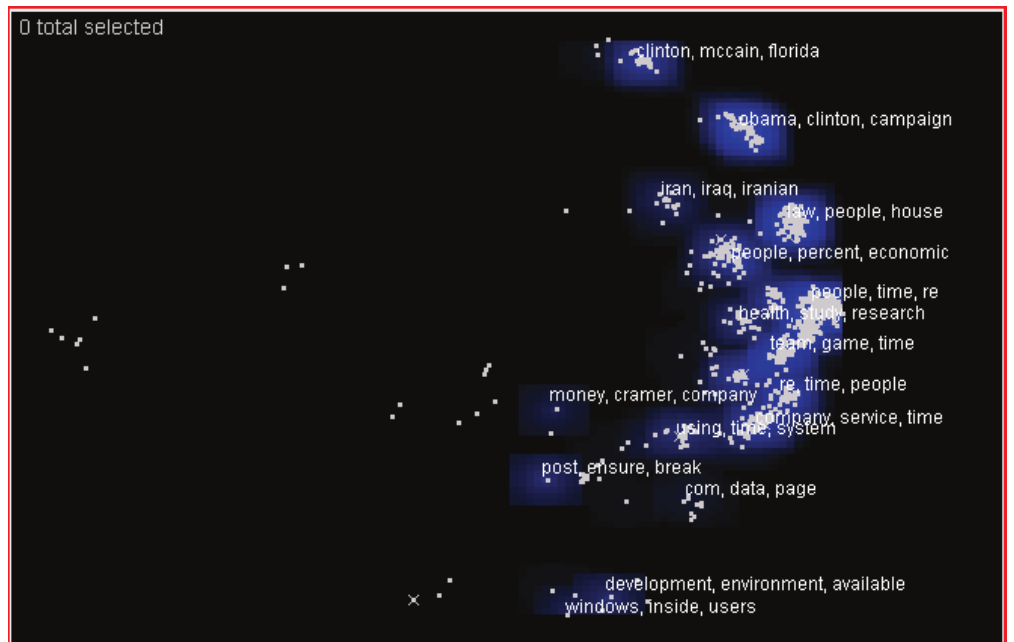 0 total selected
clinton, mccain, florida
obama, clinton, campaign
iran, iraq, iranian
law, people, house
people, percent, economic
people, time, re
health, study, research
team, game, time
re, time, people
money, cramer, company
company, service, time
using, time, system
post, ensure, break
com, data, page
development, environment, available
windows, inside, users